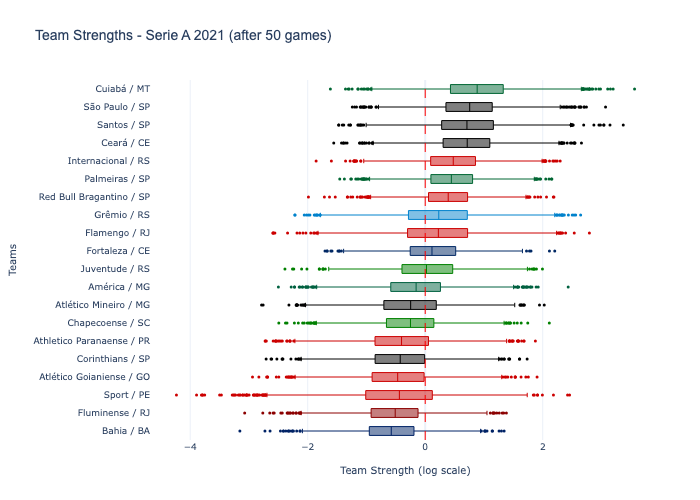 Team Strengths - Serie A 2021 (after 50 games)
Cuiabá / MT
São Paulo / SP
Santos / SP
Ceará / CE
Internacional / RS
Palmeiras / SP
Red Bull Bragantino / SP
Grêmio / RS
Flamengo / RJ
Fortaleza / CE
Juventude / RS
América / MG
Atlético Mineiro / MG
Chapecoense / SC
Athletico Paranaense / PR
Corinthians / SP
Atlético Goianiense / GO
Sport / PE
Fluminense / RJ
Bahia / BA
Teams
−4
−2
0
2
Team Strength (log scale)